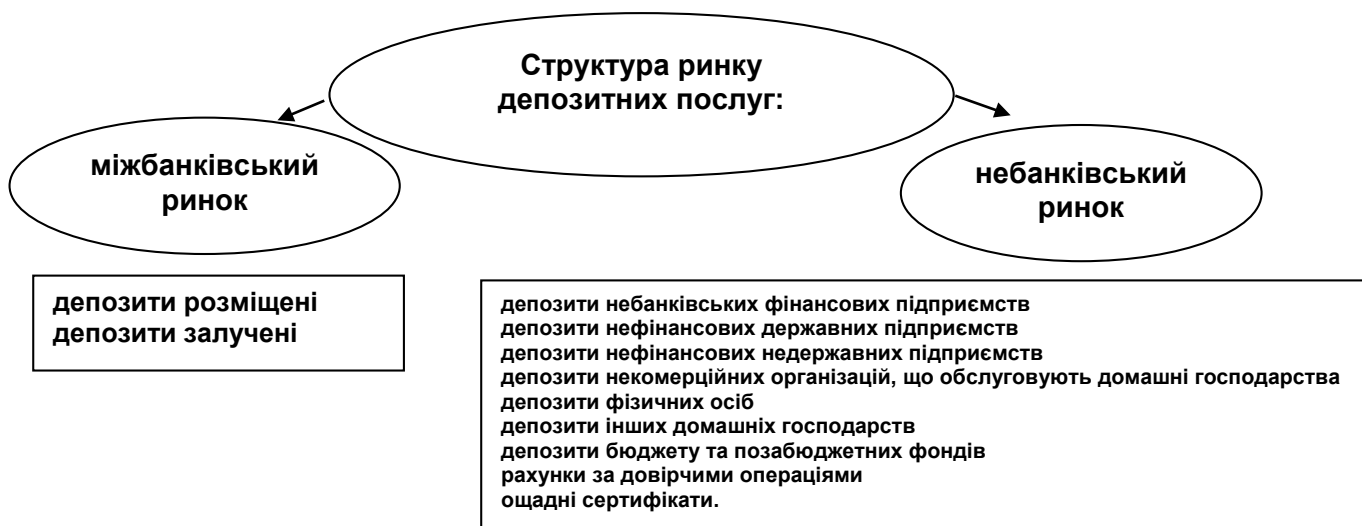 Структура ринку
депозитних послуг:
міжбанківський
ринок
небанківський
ринок
депозити розміщені
депозити залучені
депозити небанківських фінансових підприємств
депозити нефінансових державних підприємств
депозити нефінансових недержавних підприємств
депозити некомерційних організацій, що обслуговують домашні господарства
депозити фізичних осіб
депозити інших домашніх господарств
депозити бюджету та позабюджетних фондів
рахунки за довірчими операціями
ощадні сертифікати.